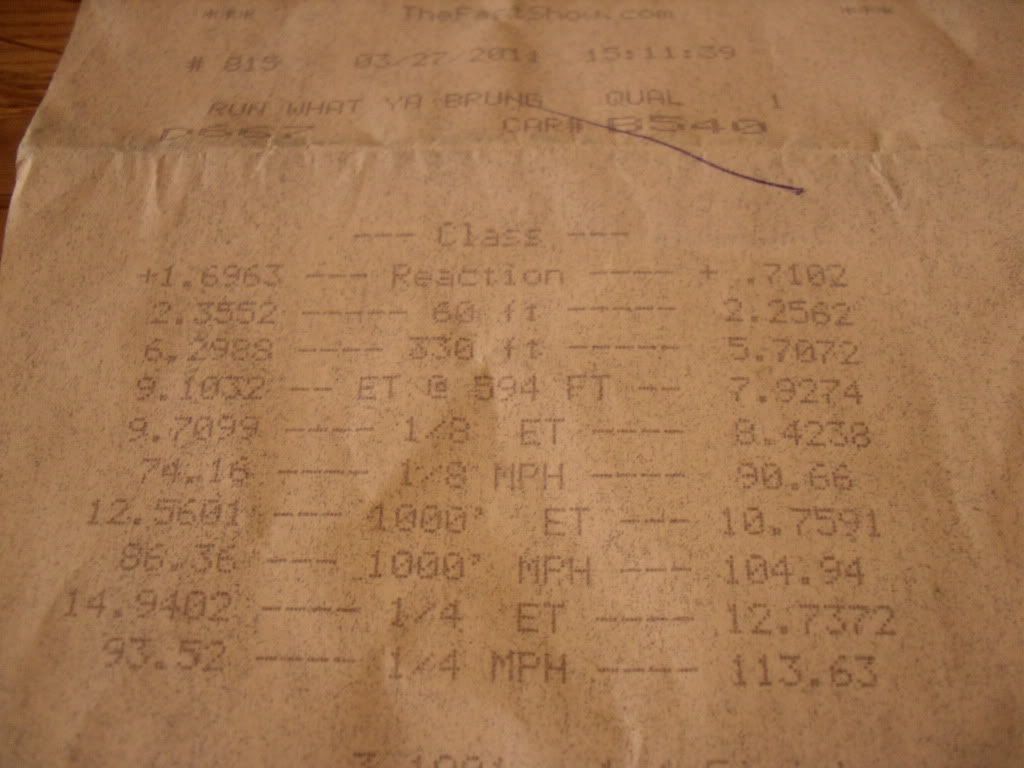 *** TheFastShow.com ***
# 815 03/27/2011 15:11:39
RUN WHAT YA BRUNG QUAL 1
CAR# B540
--- Class ---
+1.6963 --- Reaction ---- + .7102
2.3552 ----- 60 ft ----- 2.2562
6.2988 ---- 330 ft ----- 5.7072
9.1032 -- ET @ 594 FT -- 7.9274
9.7099 ---- 1/8 ET ---- 8.4238
74.16 ---- 1/8 MPH ---- 90.66
12.5601 --- 1000' ET --- 10.7591
86.36 --- 1000' MPH --- 104.94
14.9402 ---- 1/4 ET ---- 12.7372
93.52 ---- 1/4 MPH ---- 113.63